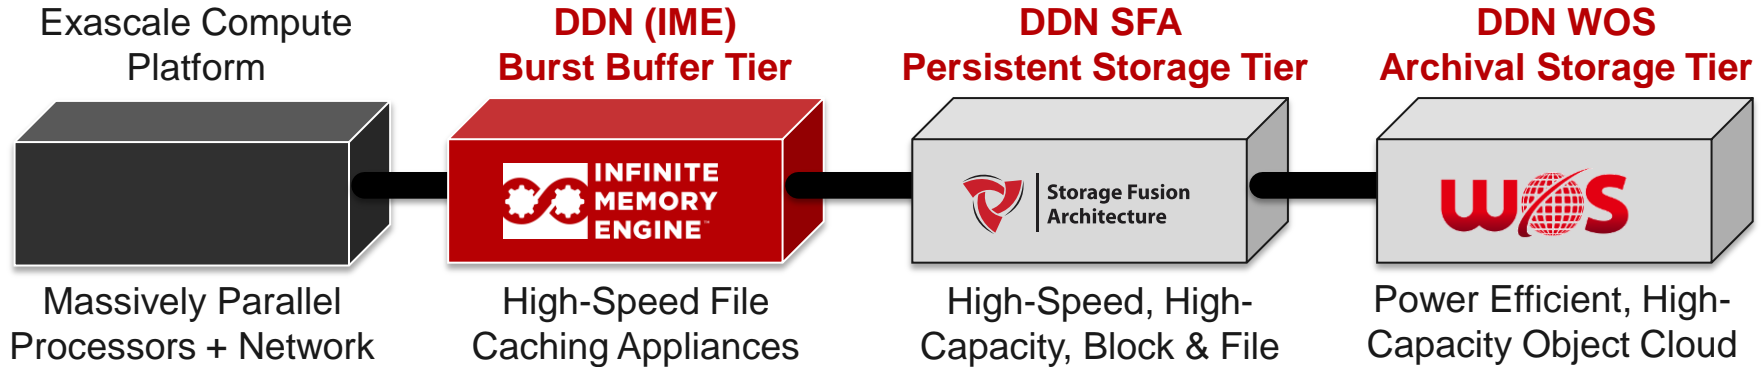 Exascale Compute
Platform
DDN (IME)
Burst Buffer Tier
DDN SFA
Persistent Storage Tier
DDN WOS
Archival Storage Tier
INFINITE
MEMORY
ENGINE™
Storage Fusion
Architecture
WOS
Massively Parallel
Processors + Network
High-Speed File
Caching Appliances
High-Speed, High-
Capacity, Block & File
Power Efficient, High-
Capacity Object Cloud